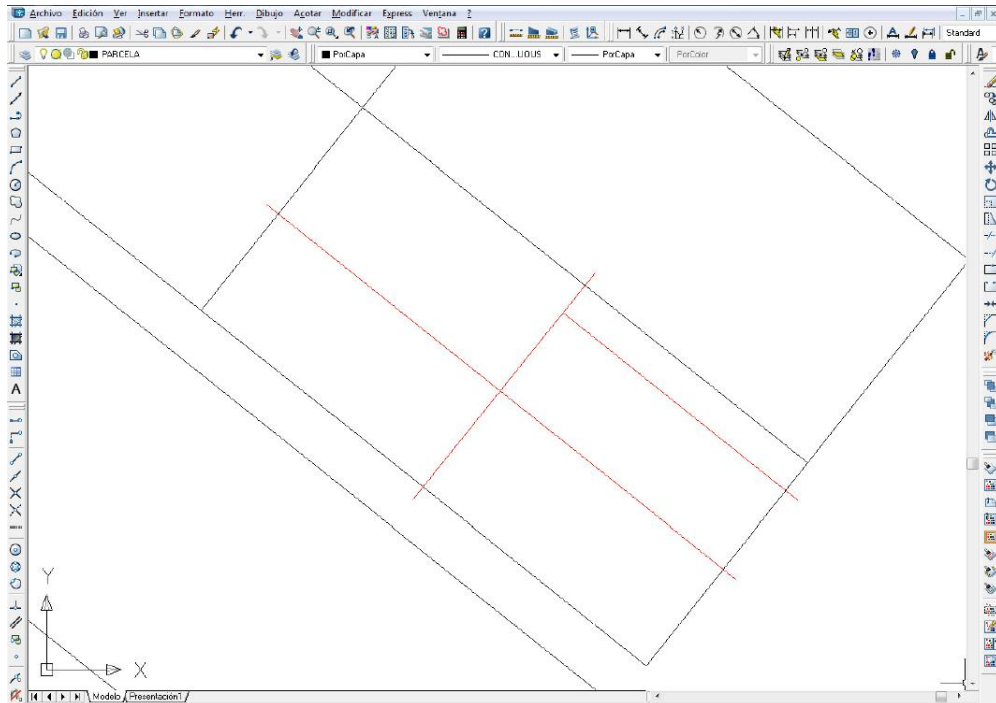 Archivo Edición Ver Insertar Formato Herr. Dibujo Acotar Modificar Express Ventana ?
Standard
PARCELA PorCapa CON...UOUS PorCapa PorColor
A
Y
X
Modelo Presentación1